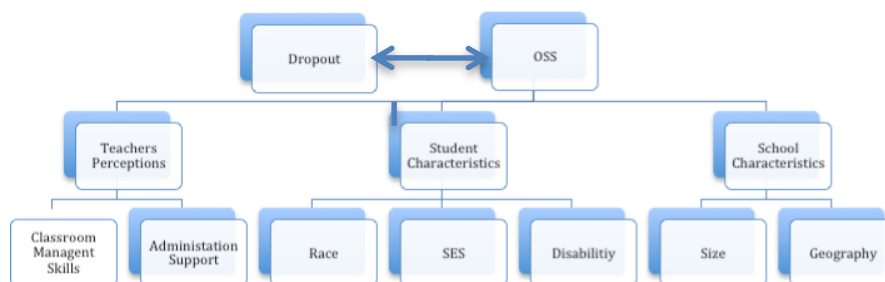 Dropout
OSS
Teachers
Perceptions
Student
Characteristics
School
Characteristics
Classroom
Managent
Skills
Administation
Support
Race
SES
Disabilitiy
Size
Geography